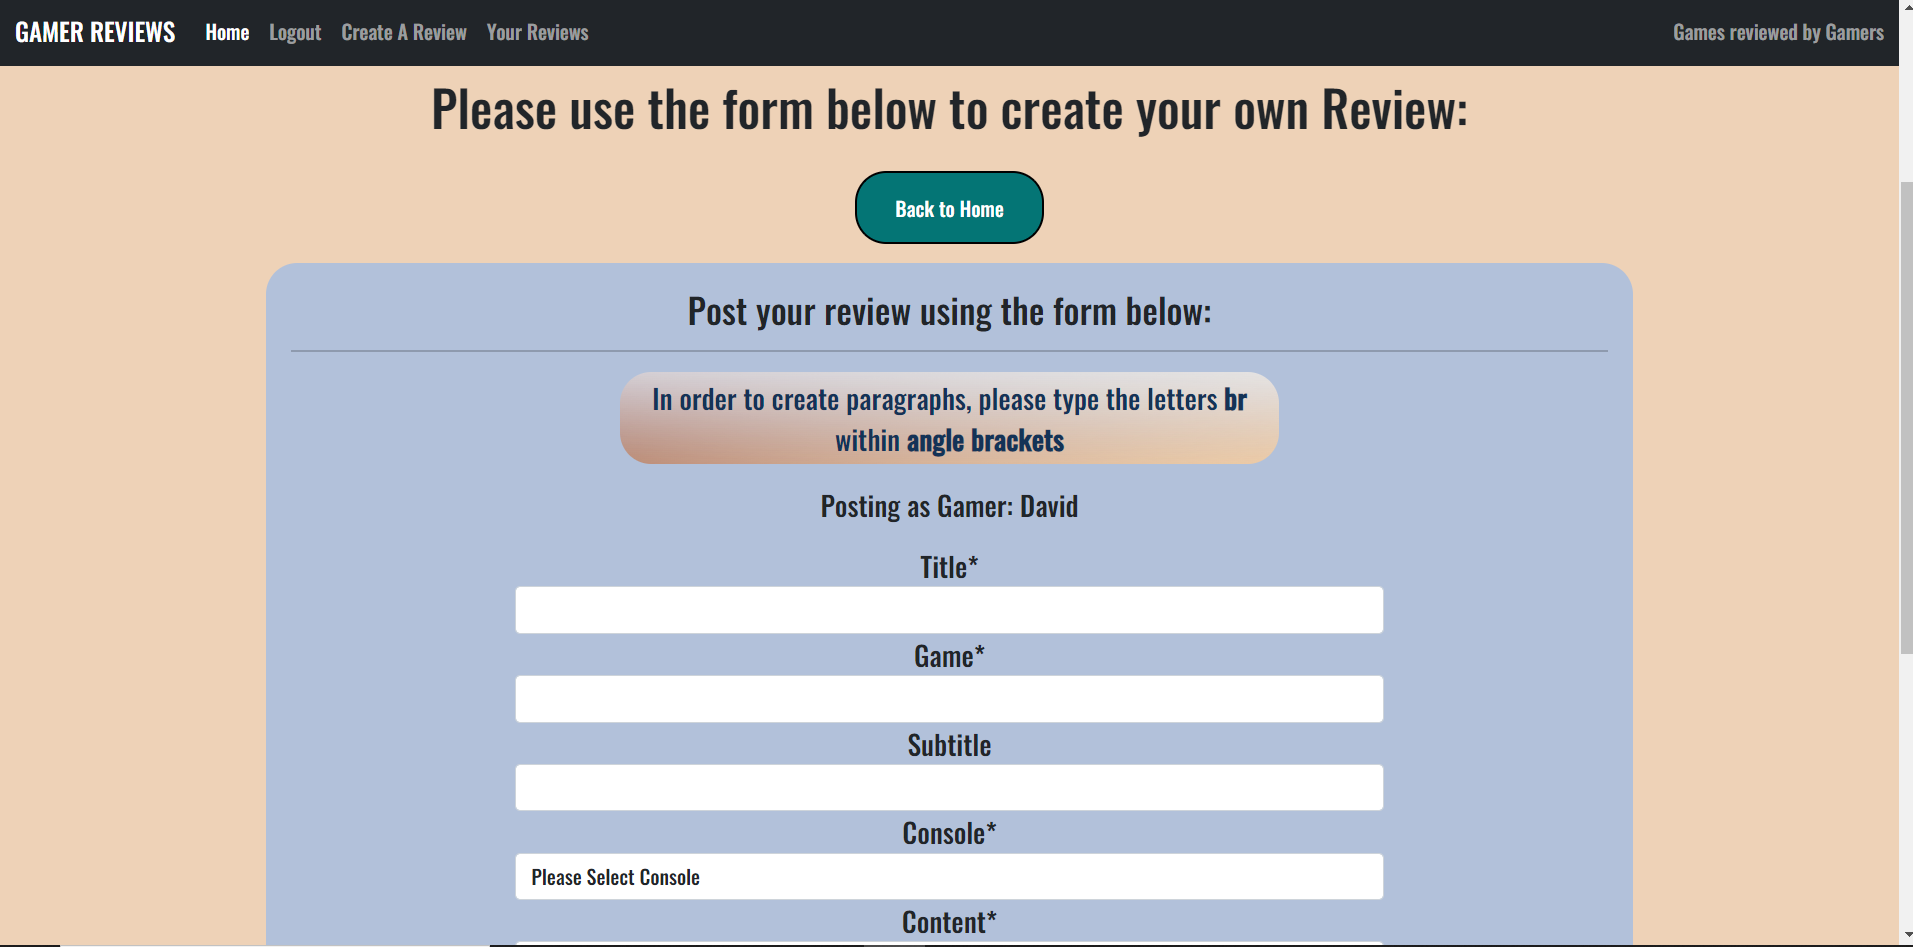 GAMER REVIEWS Home Logout Create A Review Your Reviews Games reviewed by Gamers
Please use the form below to create your own Review:
Back to Home
Post your review using the form below:
In order to create paragraphs, please type the letters br
within angle brackets
Posting as Gamer: David
Title*
Game*
Subtitle
Console*
Please Select Console
Content*